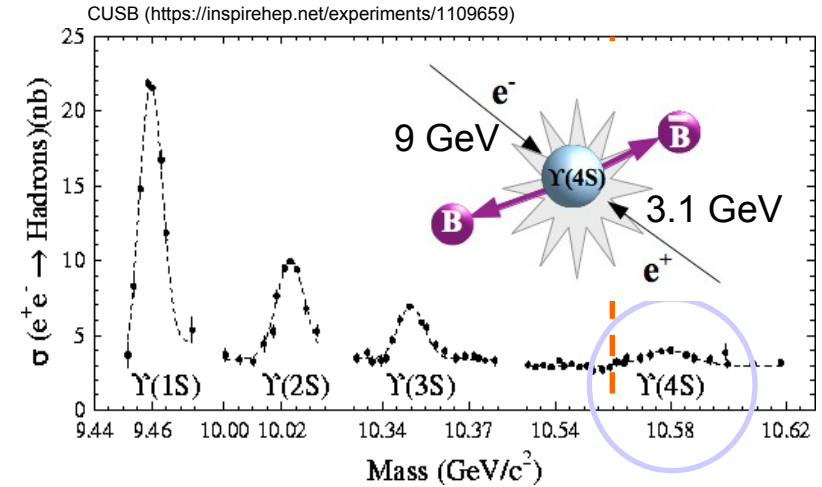 CUSB (https://inspirehep.net/experiments/1109659)
σ (e⁺e⁻ → Hadrons)(nb)
25
20
15
10
5
0
e⁻
9 GeV
B̅
ϒ(4S)
B
3.1 GeV
e⁺
ϒ(1S) ϒ(2S) ϒ(3S) ϒ(4S)
9.44 9.46 10.00 10.02 10.34 10.37 10.54 10.58 10.62
Mass (GeV/c²)